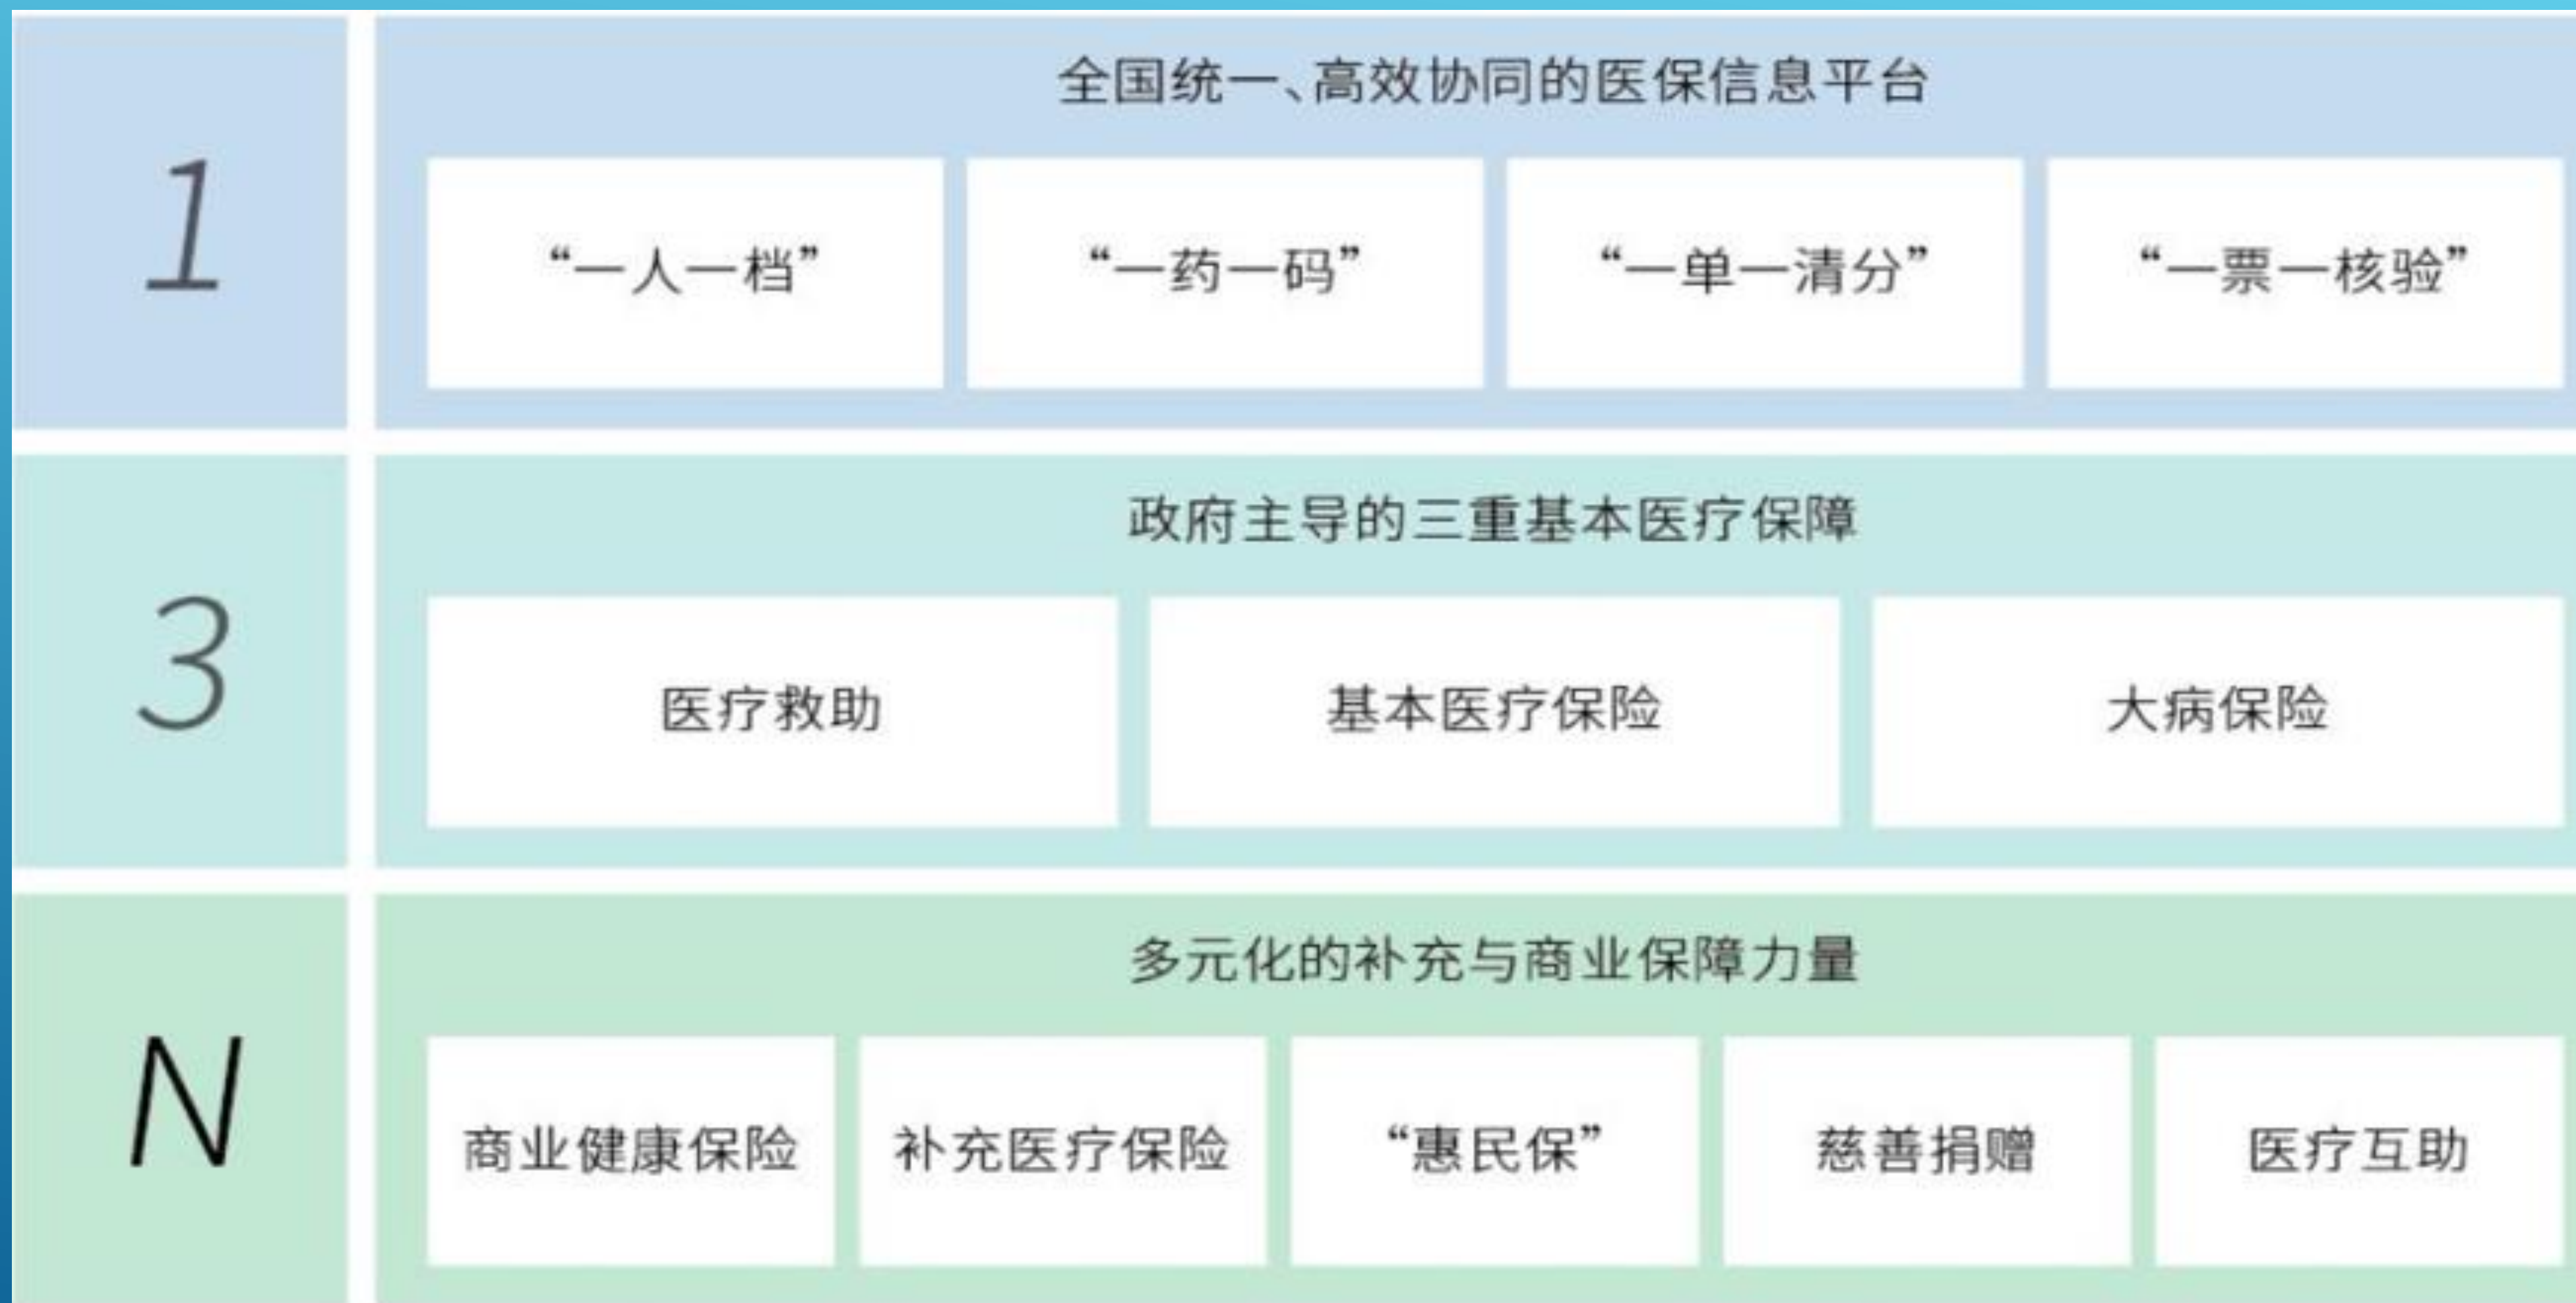 1
全国统一、高效协同的医保信息平台
“一人一档”
“一药一码”
“一单一清分”
“一票一核验”
3
政府主导的三重基本医疗保障
医疗救助
基本医疗保险
大病保险
N
多元化的补充与商业保障力量
商业健康保险
补充医疗保险
“惠民保”
慈善捐赠
医疗互助